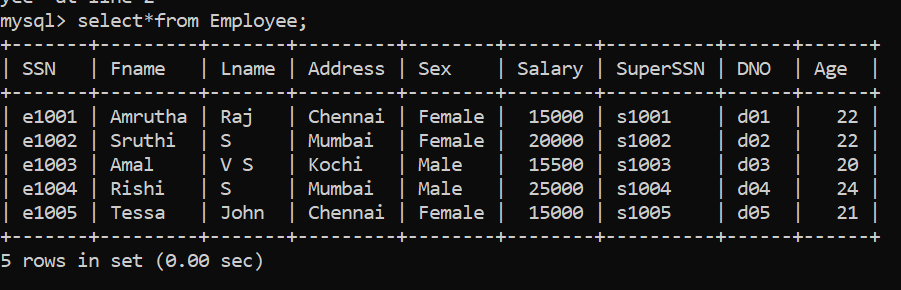 yee' at line 2
mysql> select*from Employee;
+-------+---------+-------+---------+--------+--------+----------+------+------+
| SSN   | Fname   | Lname | Address | Sex    | Salary | SuperSSN | DNO  | Age  |
+-------+---------+-------+---------+--------+--------+----------+------+------+
| e1001 | Amrutha | Raj   | Chennai | Female |  15000 | s1001    | d01  |   22 |
| e1002 | Sruthi  | S     | Mumbai  | Female |  20000 | s1002    | d02  |   22 |
| e1003 | Amal    | V S   | Kochi   | Male   |  15500 | s1003    | d03  |   20 |
| e1004 | Rishi   | S     | Mumbai  | Male   |  25000 | s1004    | d04  |   24 |
| e1005 | Tessa   | John  | Chennai | Female |  15000 | s1005    | d05  |   21 |
+-------+---------+-------+---------+--------+--------+----------+------+------+
5 rows in set (0.00 sec)